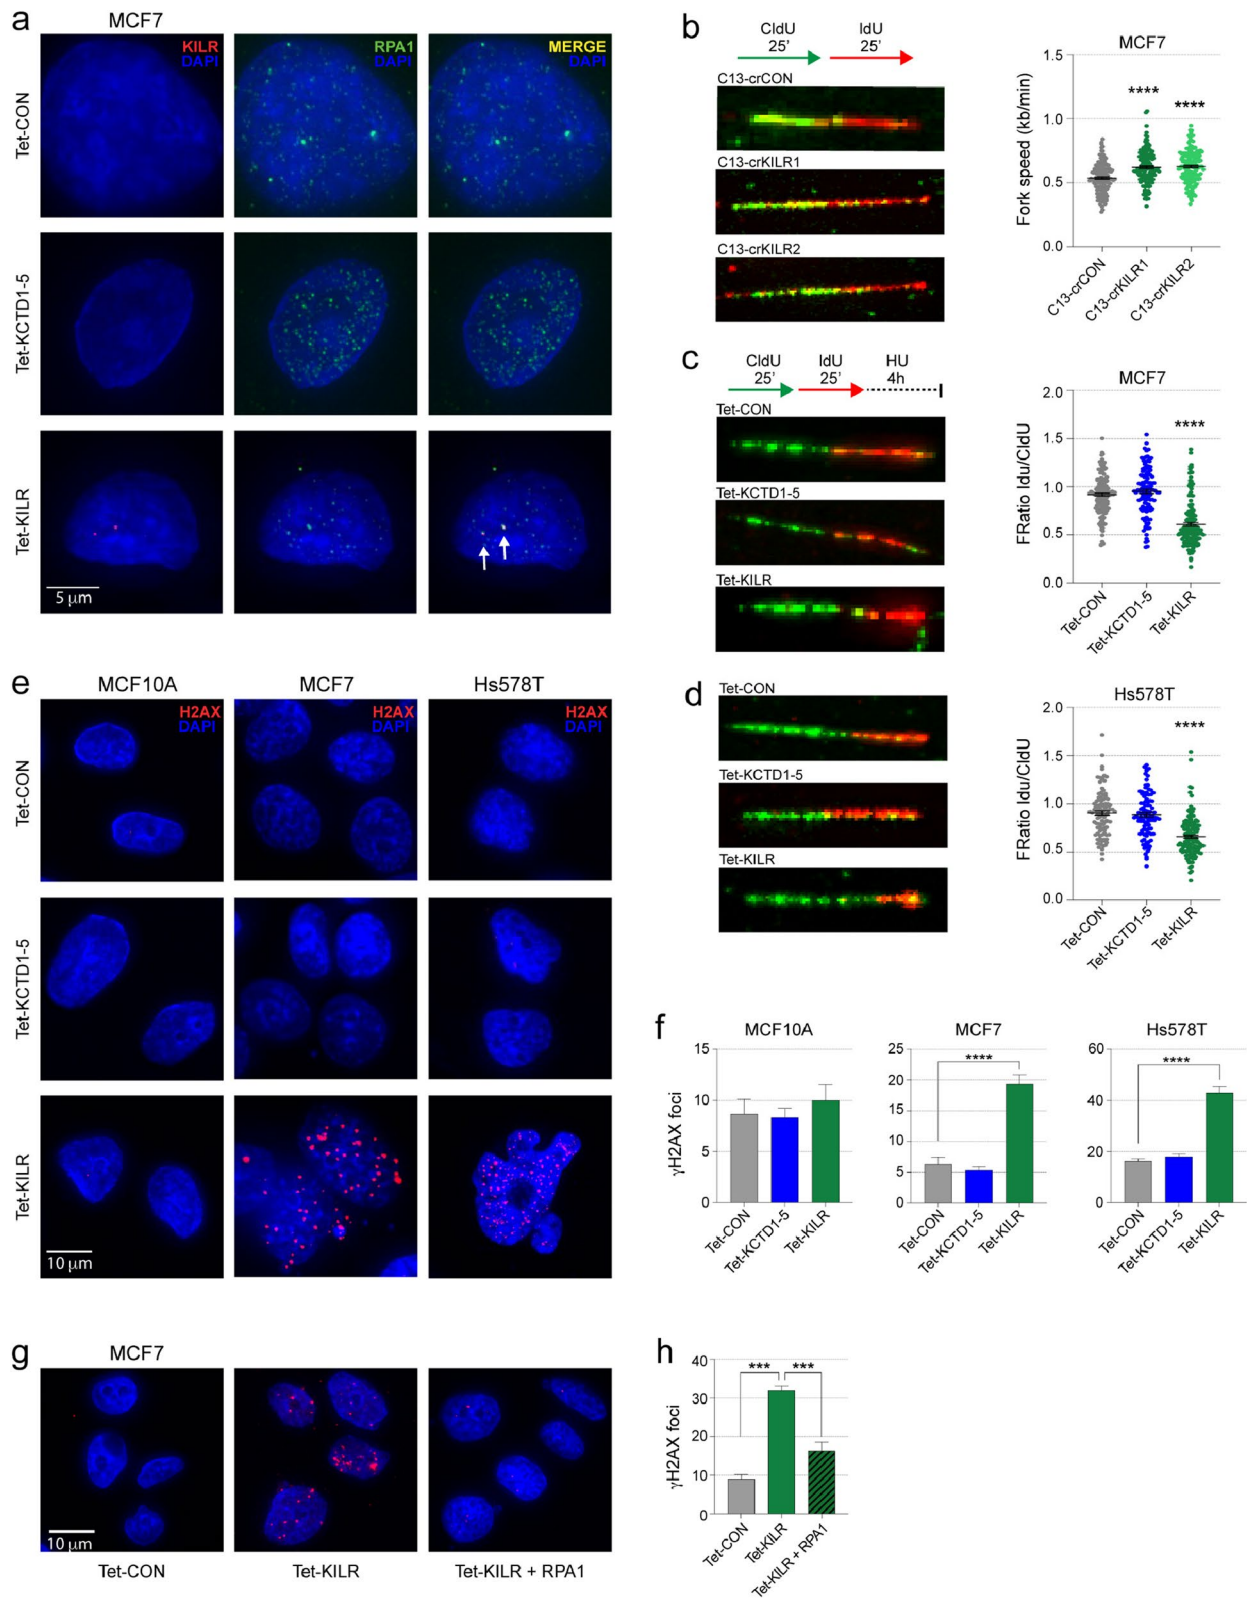 a
MCF7
KILR
DAPI
RPA1
DAPI
MERGE
DAPI
Tet-CON
Tet-KCTD1-5
Tet-KILR
5 μm
b
CldU
25'
IdU
25'
C13-crCON
C13-crKILR1
C13-crKILR2
MCF7
Fork speed (kb/min)
1.5
1.0
0.5
0.0
****
****
C13-crCON
C13-crKILR1
C13-crKILR2
c
CldU
25'
IdU
25'
HU
4h
Tet-CON
Tet-KCTD1-5
Tet-KILR
MCF7
FRatio Idu/CldU
2.0
1.5
1.0
0.5
0.0
****
Tet-CON
Tet-KCTD1-5
Tet-KILR
d
Tet-CON
Tet-KCTD1-5
Tet-KILR
Hs578T
FRatio Idu/CldU
2.0
1.5
1.0
0.5
0.0
****
Tet-CON
Tet-KCTD1-5
Tet-KILR
e
MCF10A
MCF7
Hs578T
H2AX
DAPI
H2AX
DAPI
H2AX
DAPI
Tet-CON
Tet-KCTD1-5
Tet-KILR
10 μm
f
MCF10A
γH2AX foci
15
10
5
0
Tet-CON
Tet-KCTD1-5
Tet-KILR
MCF7
25
20
15
10
5
0
****
Tet-CON
Tet-KCTD1-5
Tet-KILR
Hs578T
60
40
20
0
****
Tet-CON
Tet-KCTD1-5
Tet-KILR
g
MCF7
10 μm
Tet-CON
Tet-KILR
Tet-KILR + RPA1
h
γH2AX foci
40
30
20
10
0
*** ***
Tet-CON
Tet-KILR
Tet-KILR + RPA1